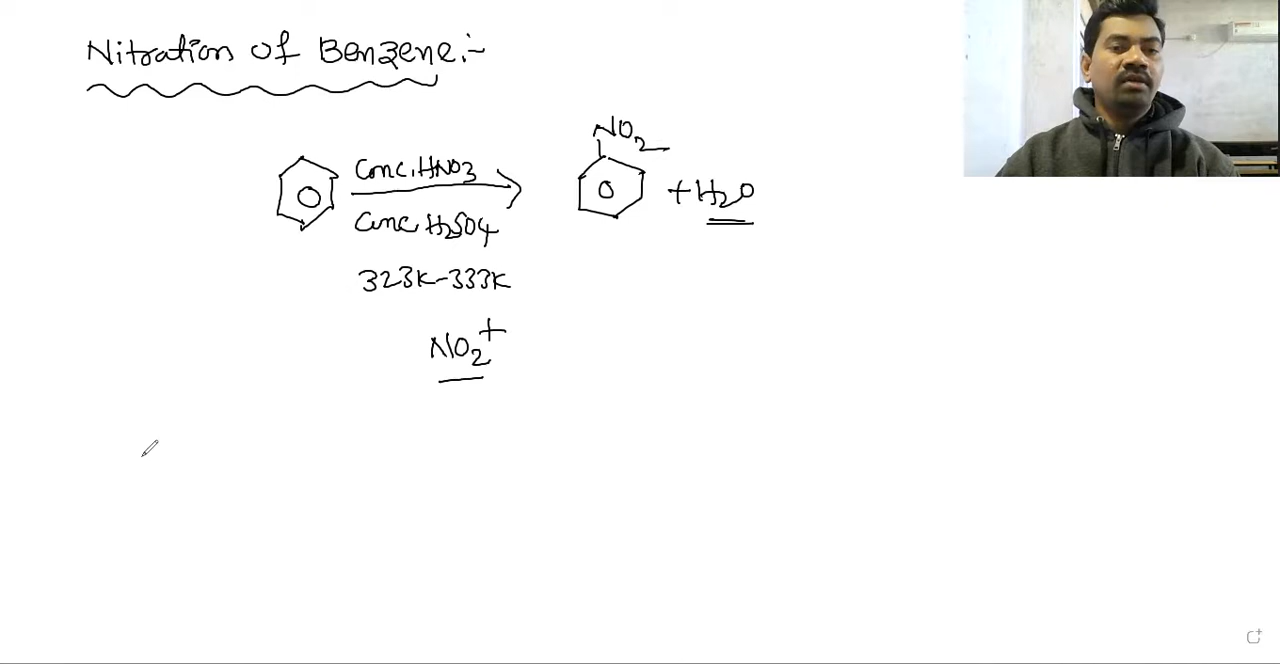 Nitration of Benzene:-
NO2
Conc. HNO3
+ H2O
Conc. H2SO4
323K-333K
NO2+